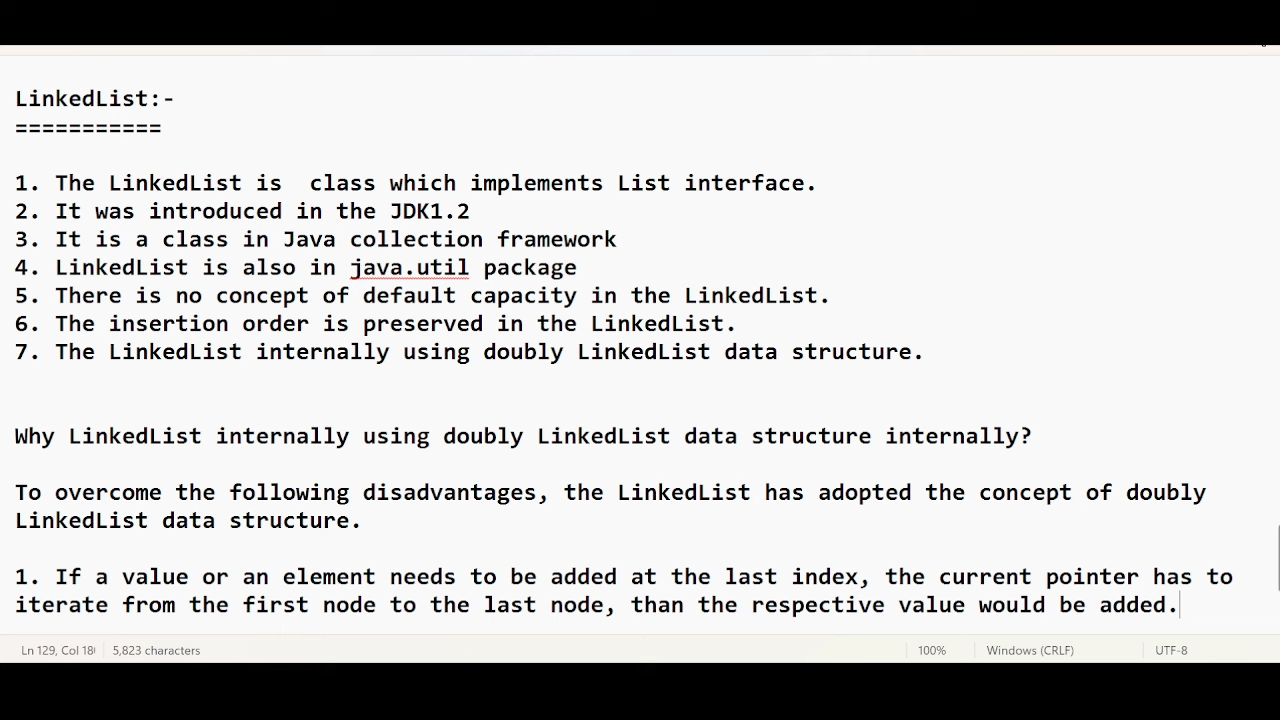 LinkedList:-
===========
1. The LinkedList is  class which implements List interface.
2. It was introduced in the JDK1.2
3. It is a class in Java collection framework
4. LinkedList is also in java.util package
5. There is no concept of default capacity in the LinkedList.
6. The insertion order is preserved in the LinkedList.
7. The LinkedList internally using doubly LinkedList data structure.
Why LinkedList internally using doubly LinkedList data structure internally?
To overcome the following disadvantages, the LinkedList has adopted the concept of doubly
LinkedList data structure.
1. If a value or an element needs to be added at the last index, the current pointer has to
iterate from the first node to the last node, than the respective value would be added.
Ln 129, Col 18 5,823 characters 100% Windows (CRLF) UTF-8